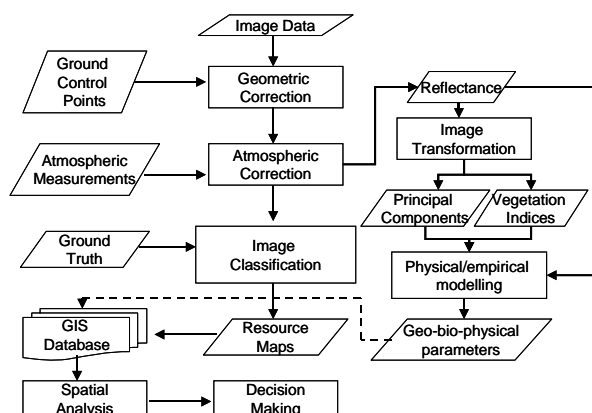 Image Data
Ground
Control
Points
Geometric
Correction
Reflectance
Image
Transformation
Atmospheric
Measurements
Atmospheric
Correction
Principal
Components
Vegetation
Indices
Ground
Truth
Image
Classification
Physical/empirical
modelling
GIS
Database
Resource
Maps
Geo-bio-physical
parameters
Spatial
Analysis
Decision
Making